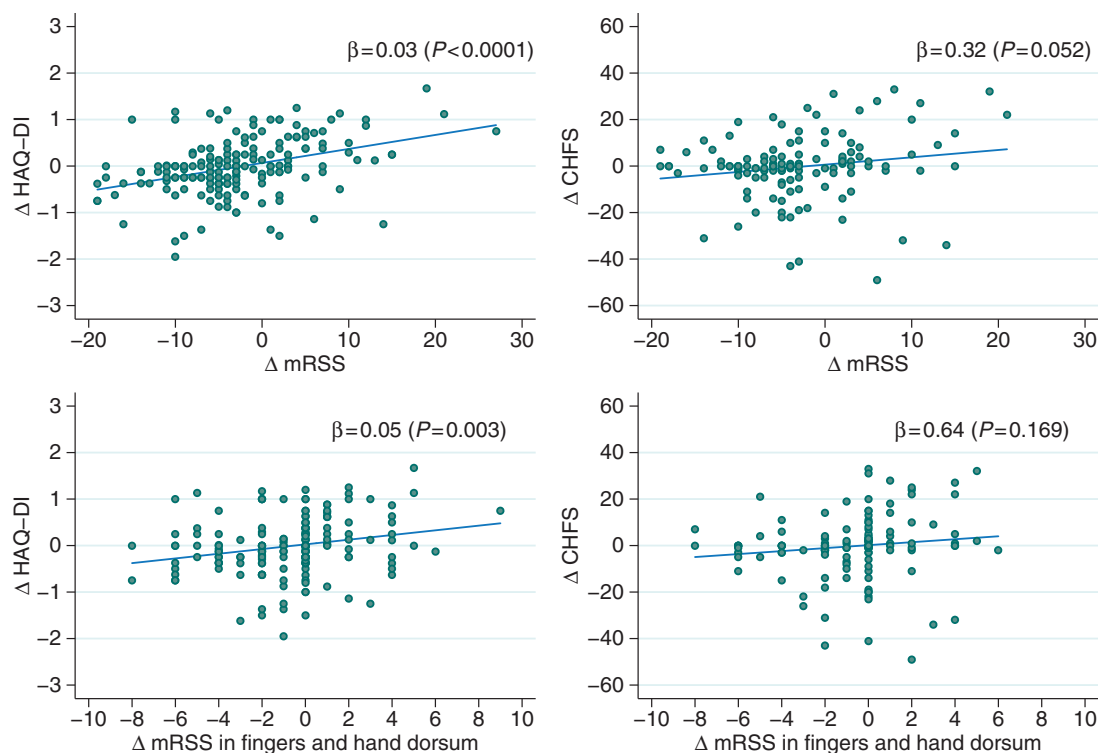 β=0.03 (P<0.0001)
Δ HAQ–DI
3
2
1
0
−1
−2
−3
−20 −10 0 10 20 30
Δ mRSS
β=0.32 (P=0.052)
Δ CHFS
60
40
20
0
−20
−40
−60
−20 −10 0 10 20 30
Δ mRSS
β=0.05 (P=0.003)
Δ HAQ–DI
3
2
1
0
−1
−2
−3
−10 −8 −6 −4 −2 0 2 4 6 8 10
Δ mRSS in fingers and hand dorsum
β=0.64 (P=0.169)
Δ CHFS
60
40
20
0
−20
−40
−60
−10 −8 −6 −4 −2 0 2 4 6 8 10
Δ mRSS in fingers and hand dorsum